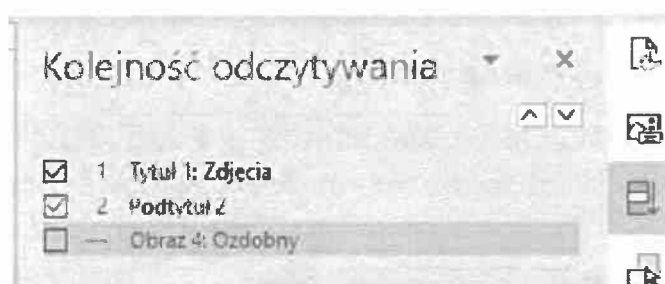 Kolejność odczytywania
1 Tytuł 1: Zdjęcia
2 Podtytuł 2
— Obraz 4: Ozdobny